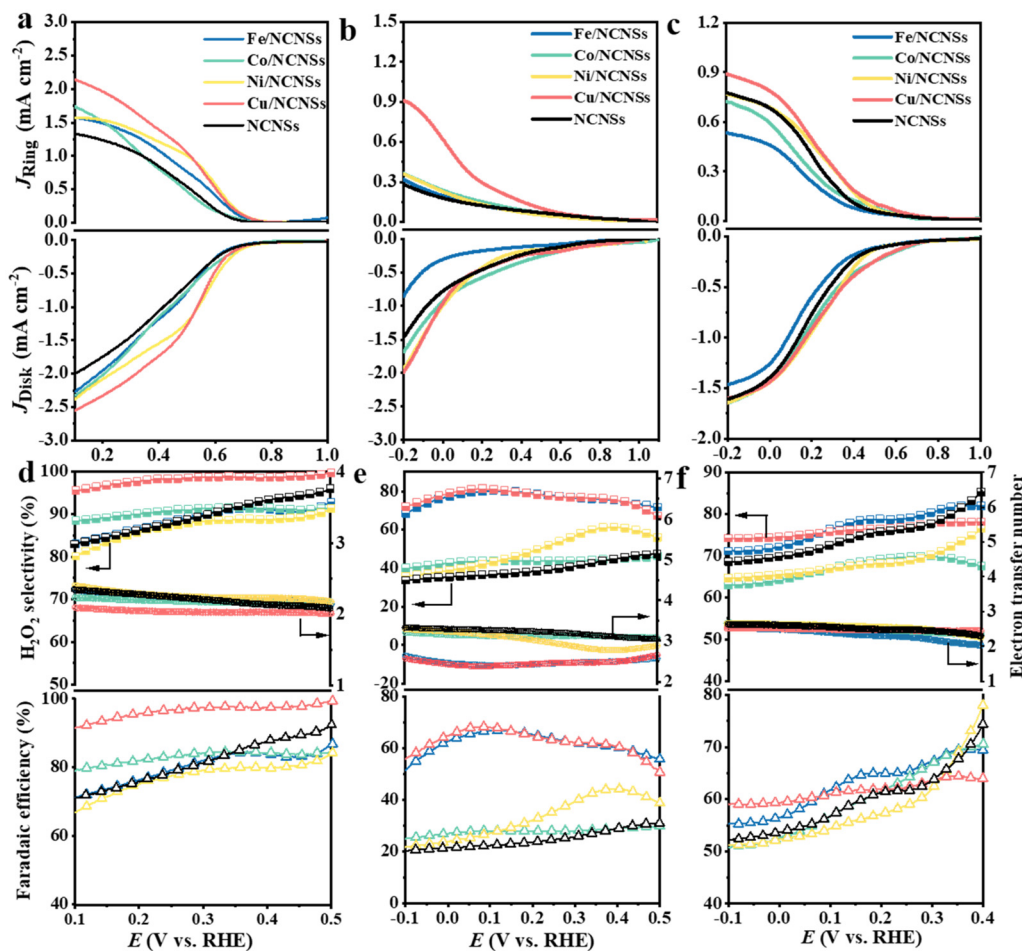 a
b
c
J_Ring (mA cm⁻²)
3.0
2.5
2.0
1.5
1.0
0.5
0.0
Fe/NCNSs
Co/NCNSs
Ni/NCNSs
Cu/NCNSs
NCNSs
1.5
1.2
0.9
0.6
0.3
0.0
Fe/NCNSs
Co/NCNSs
Ni/NCNSs
Cu/NCNSs
NCNSs
1.2
0.9
0.6
0.3
0.0
Fe/NCNSs
Co/NCNSs
Ni/NCNSs
Cu/NCNSs
NCNSs
J_Disk (mA cm⁻²)
0.0
-0.5
-1.0
-1.5
-2.0
-2.5
-3.0
0.2 0.4 0.6 0.8 1.0
0.0
-0.5
-1.0
-1.5
-2.0
-2.5
-3.0
-0.2 0.0 0.2 0.4 0.6 0.8 1.0
0.0
-0.5
-1.0
-1.5
-2.0
-0.2 0.0 0.2 0.4 0.6 0.8 1.0
d
e
f
H₂O₂ selectivity (%)
100
90
80
70
60
50
4
3
2
1
80
60
40
20
0
-20
7
6
5
4
3
2
90
80
70
60
50
40
7
6
5
4
3
2
1
Electron transfer number
Faradaic efficiency (%)
100
80
60
40
0.1 0.2 0.3 0.4 0.5
E (V vs. RHE)
80
60
40
20
0
-0.1 0.0 0.1 0.2 0.3 0.4 0.5
E (V vs. RHE)
80
70
60
50
40
-0.1 0.0 0.1 0.2 0.3 0.4
E (V vs. RHE)